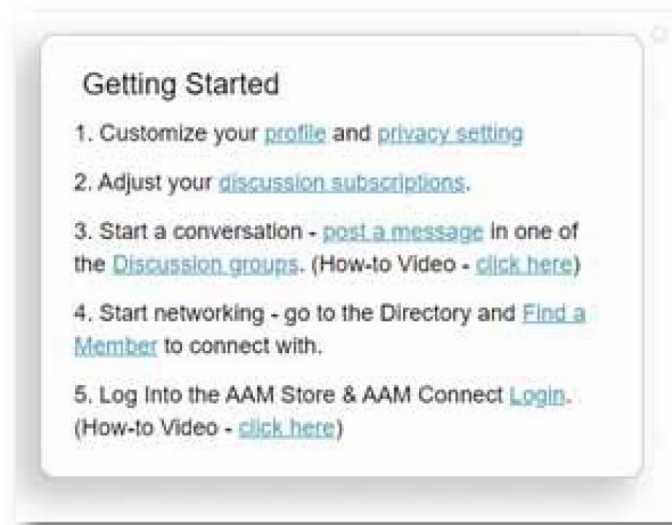 Getting Started
1. Customize your profile and privacy setting
2. Adjust your discussion subscriptions.
3. Start a conversation - post a message in one of
the Discussion groups. (How-to Video - click here)
4. Start networking - go to the Directory and Find a
Member to connect with.
5. Log Into the AAM Store & AAM Connect Login.
(How-to Video - click here)